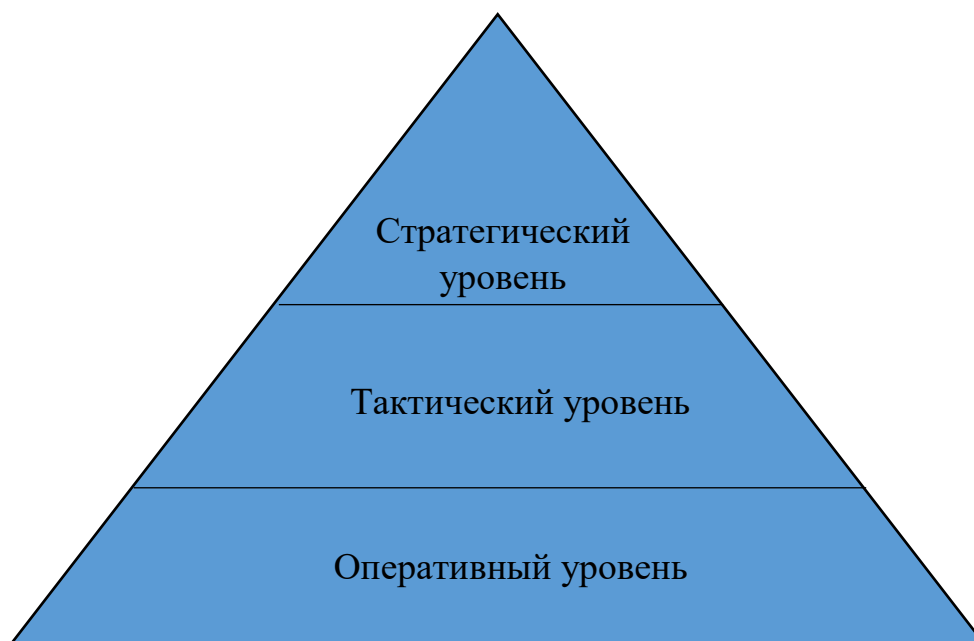 Стратегический
уровень
Тактический уровень
Оперативный уровень